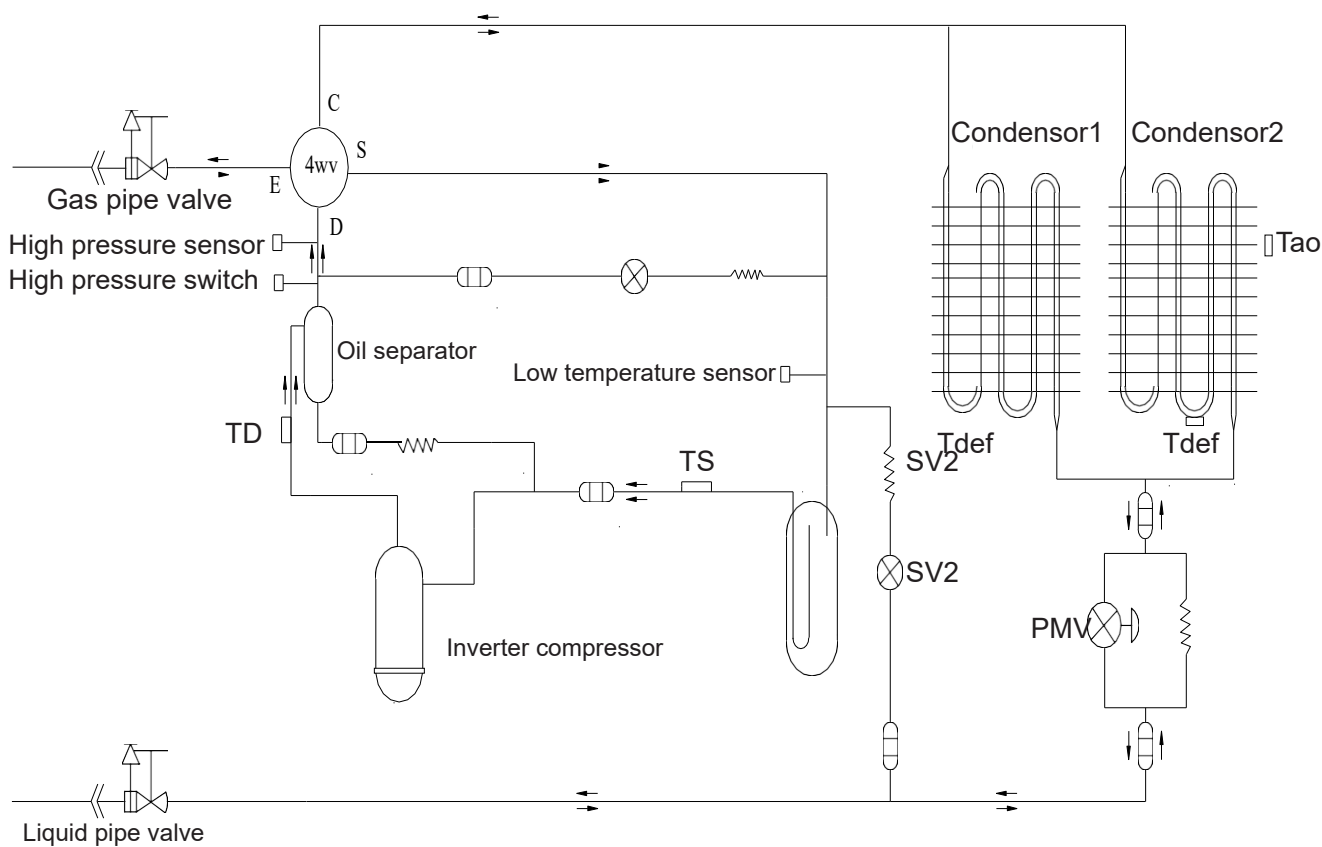 C
Condensor1
Condensor2
S
4wv
E
Gas pipe valve
D
High pressure sensor
Tao
High pressure switch
Oil separator
Low temperature sensor
TD
Tdef
Tdef
SV2
TS
SV2
PMV
Inverter compressor
Liquid pipe valve